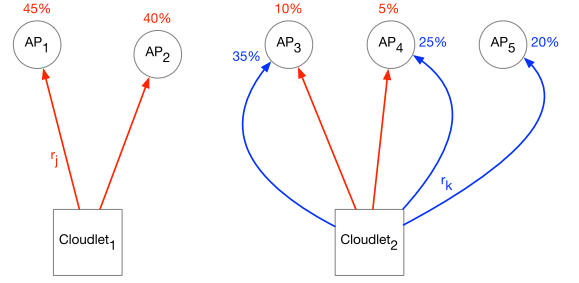 45%
40%
10%
5%
AP1
AP2
AP3
AP4
AP5
35%
25%
20%
rj
rk
Cloudlet1
Cloudlet2